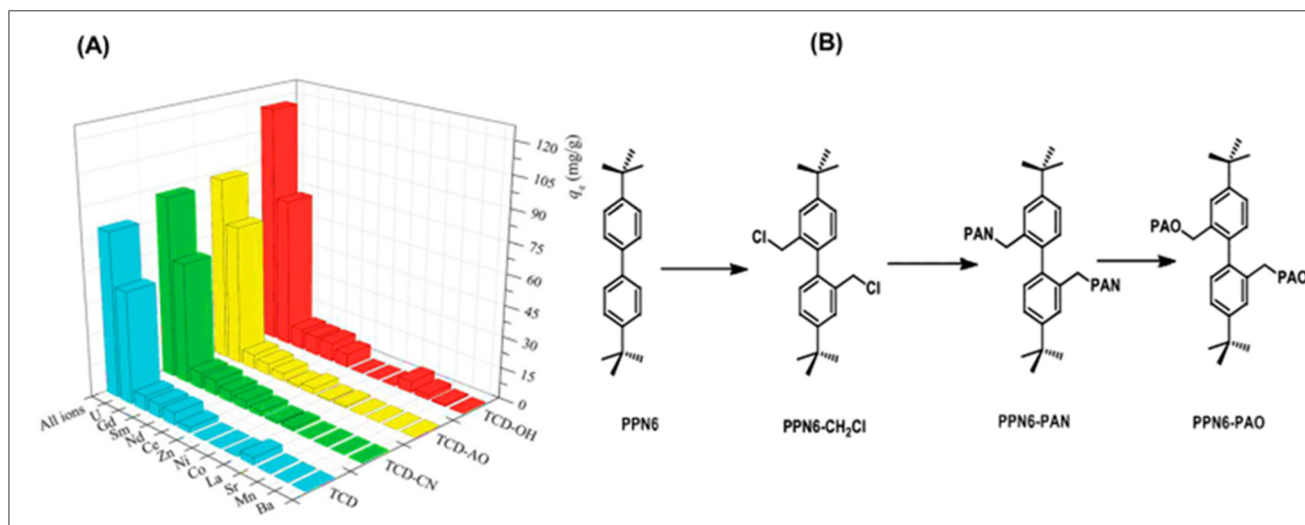 (A)
(B)
120
105
90
75
60
45
30
15
0
qe (mg/g)
All ions
U
Gd
Sm
Nd
Ce
Zn
Ni
Co
La
Sr
Mn
Ba
TCD
TCD-CN
TCD-AO
TCD-OH
PPN6
Cl
Cl
PPN6-CH₂Cl
PAN
PAN
PPN6-PAN
PAO
PAO
PPN6-PAO